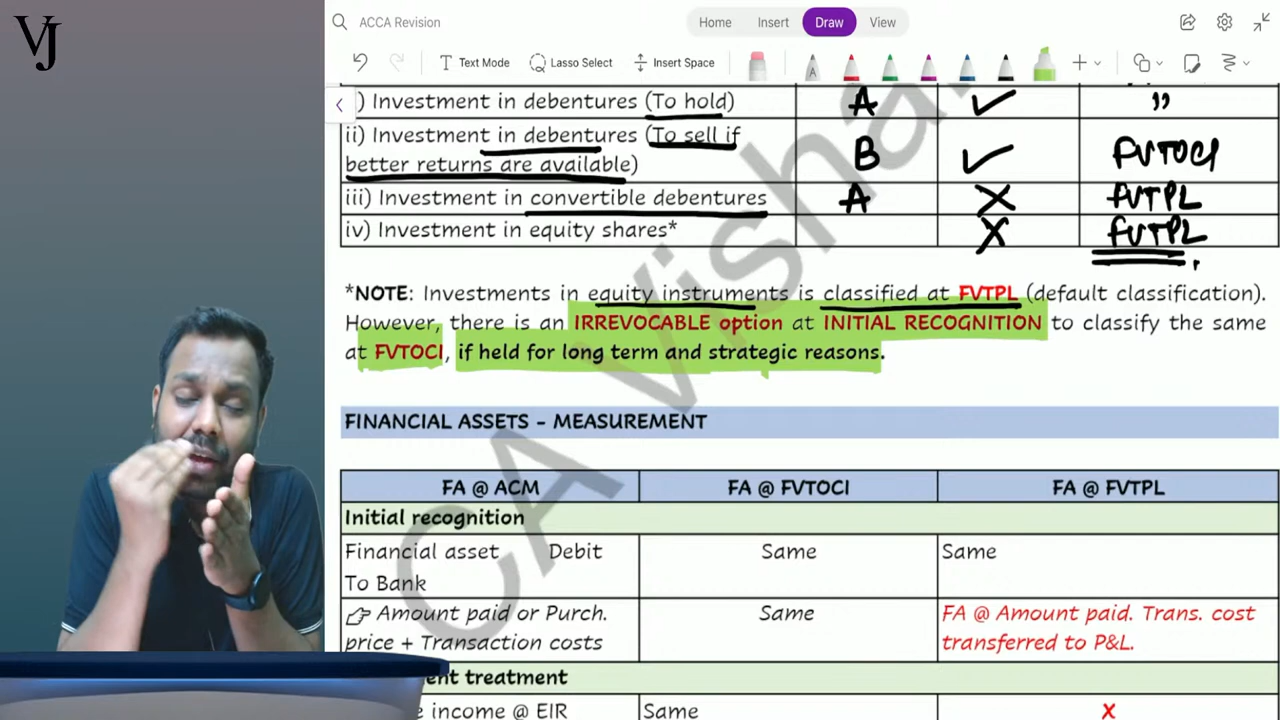 VJ
ACCA Revision
Home Insert Draw View
Text Mode Lasso Select Insert Space
) Investment in debentures (To hold) A ✓ "
ii) Investment in debentures (To sell if
better returns are available) B ✓ FVTOCI
iii) Investment in convertible debentures A X FVTPL
iv) Investment in equity shares* X FVTPL
*NOTE: Investments in equity instruments is classified at FVTPL (default classification).
However, there is an IRREVOCABLE option at INITIAL RECOGNITION to classify the same
at FVTOCI, if held for long term and strategic reasons.
FINANCIAL ASSETS – MEASUREMENT
FA @ ACM FA @ FVTOCI FA @ FVTPL
Initial recognition
Financial asset Debit Same Same
To Bank
Amount paid or Purch. Same FA @ Amount paid. Trans. cost
price + Transaction costs transferred to P&L.
ent treatment
income @ EIR Same X
CA Visha